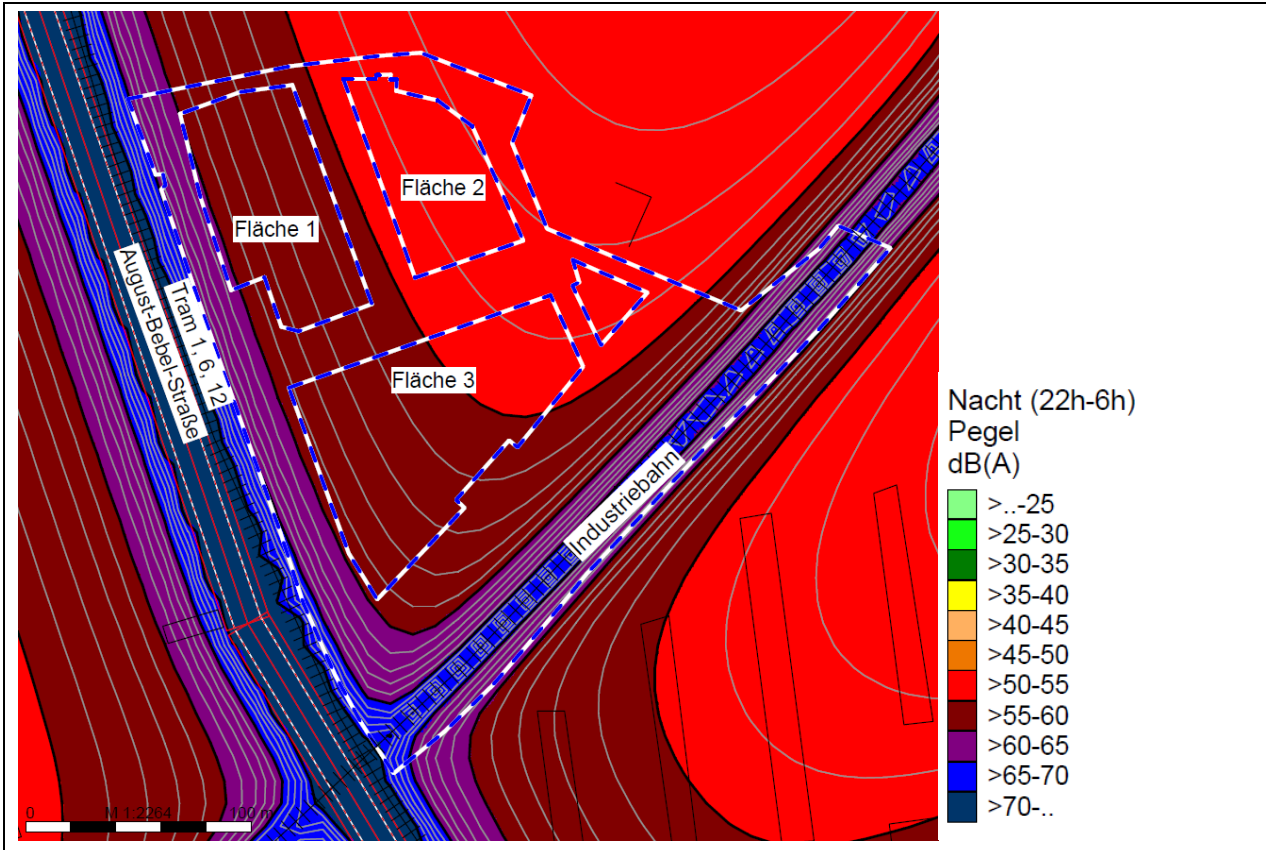 Fläche 2
Fläche 1
August-Bebel-Straße
Tram 1, 6, 12
Fläche 3
Industriebahn
0 M 1:2264 100 m
Nacht (22h-6h)
Pegel
dB(A)
>..-25
>25-30
>30-35
>35-40
>40-45
>45-50
>50-55
>55-60
>60-65
>65-70
>70-..